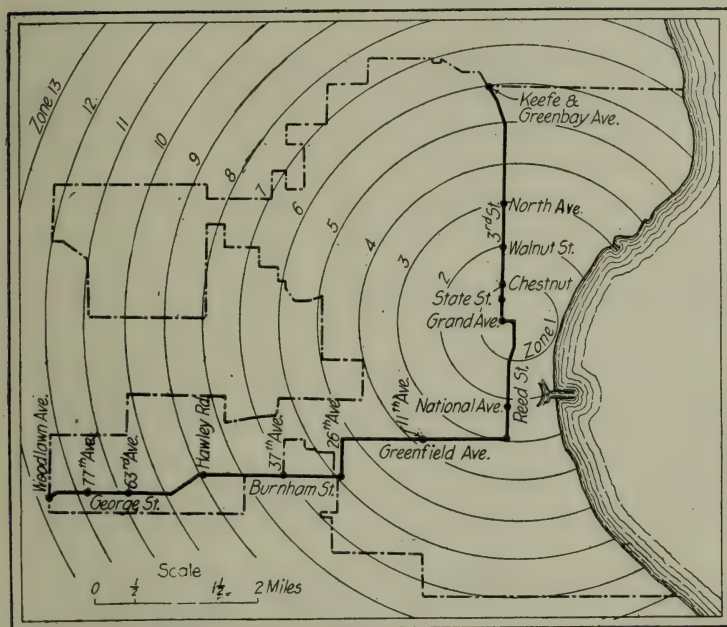 Zone 13
12
11
10
9
8
7
6
5
4
3
2
Zone 1
Keefe &
Greenbay Ave.
North Ave.
3rd St.
Walnut St.
Chestnut
State St.
Grand Ave.
Reed St.
National Ave.
11th Ave.
Greenfield Ave.
26th Ave.
37th Ave.
Burnham St.
Hawley Rd.
63rd Ave.
77th Ave.
Woodlawn Ave.
George St.
Scale
0 ½ 1½ 2 Miles